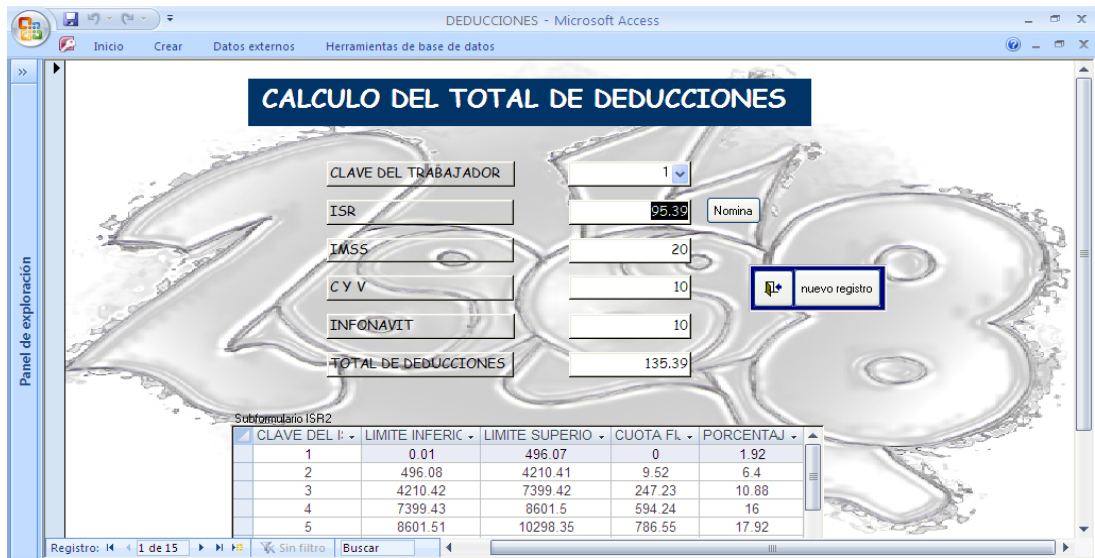 DEDUCCIONES - Microsoft Access
Inicio Crear Datos externos Herramientas de base de datos
Panel de exploración
CALCULO DEL TOTAL DE DEDUCCIONES
CLAVE DEL TRABAJADOR 1
ISR 95.39 Nomina
IMSS 20
C Y V 10 nuevo registro
INFONAVIT 10
TOTAL DE DEDUCCIONES 135.39
Subformulario ISR2
CLAVE DEL I: LIMITE INFERIC LIMITE SUPERIO CUOTA FI PORCENTAJ
1 0.01 496.07 0 1.92
2 496.08 4210.41 9.52 6.4
3 4210.42 7399.42 247.23 10.88
4 7399.43 8601.5 594.24 16
5 8601.51 10298.35 786.55 17.92
Registro: 1 de 15 Sin filtro Buscar